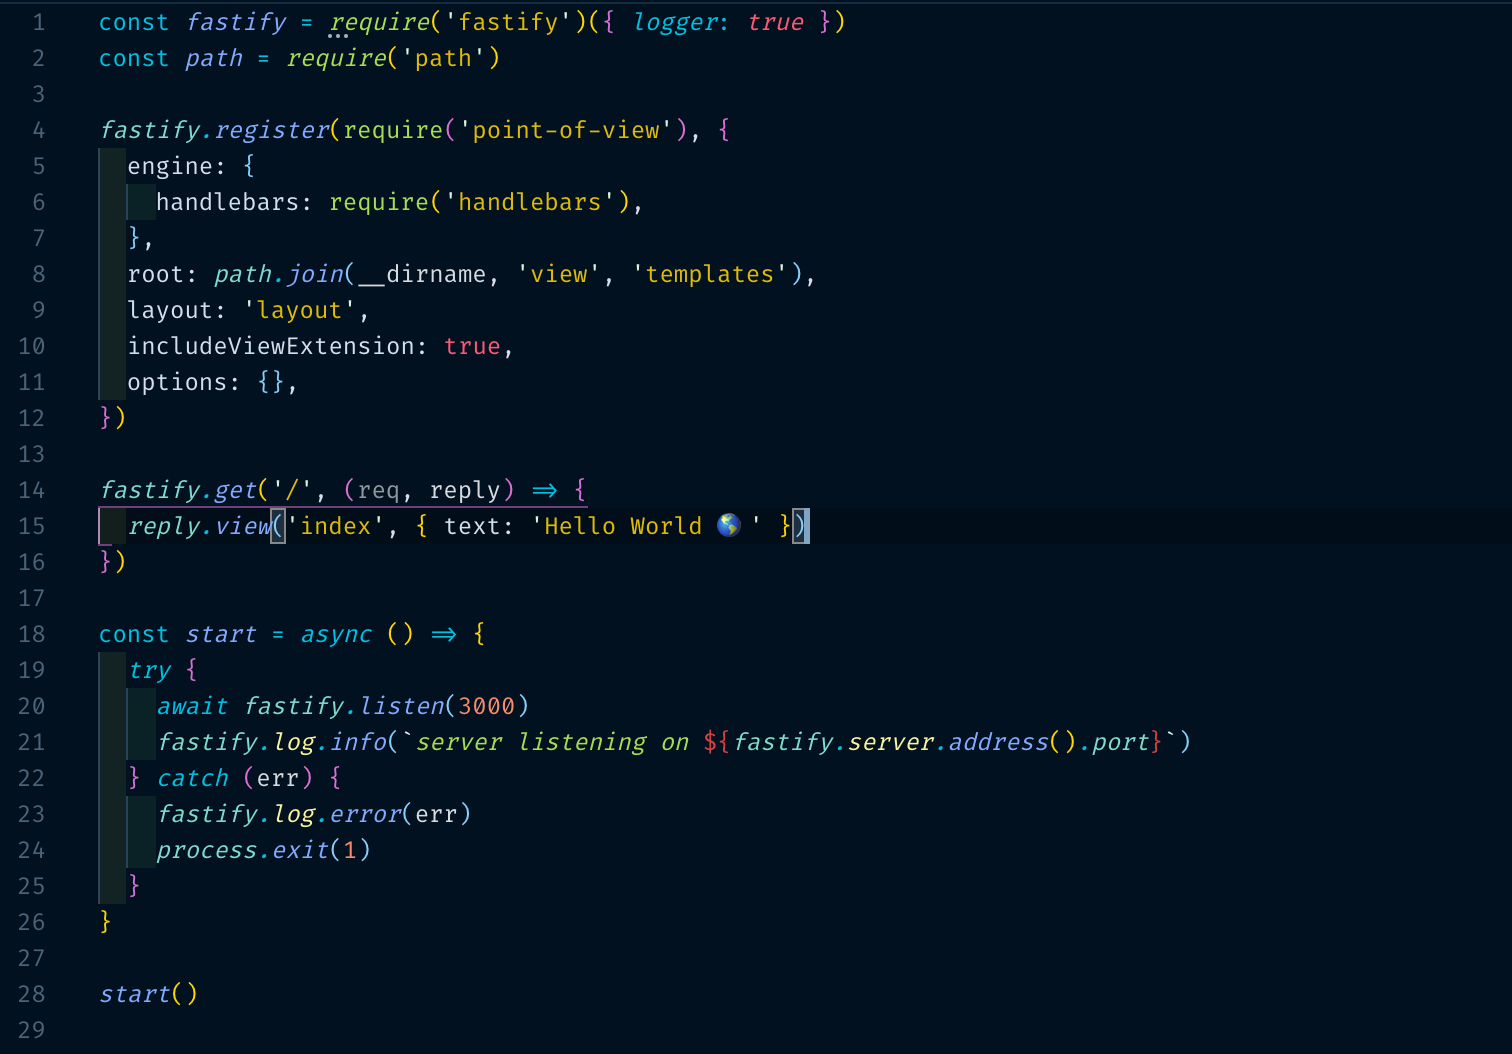 1 const fastify = require('fastify')({ logger: true })
2 const path = require('path')
3
4 fastify.register(require('point-of-view'), {
5   engine: {
6     handlebars: require('handlebars'),
7   },
8   root: path.join(__dirname, 'view', 'templates'),
9   layout: 'layout',
10   includeViewExtension: true,
11   options: {},
12 })
13
14 fastify.get('/', (req, reply) => {
15   reply.view('index', { text: 'Hello World 🌎 ' })
16 })
17
18 const start = async () => {
19   try {
20     await fastify.listen(3000)
21     fastify.log.info(`server listening on ${fastify.server.address().port}`)
22   } catch (err) {
23     fastify.log.error(err)
24     process.exit(1)
25   }
26 }
27
28 start()
29